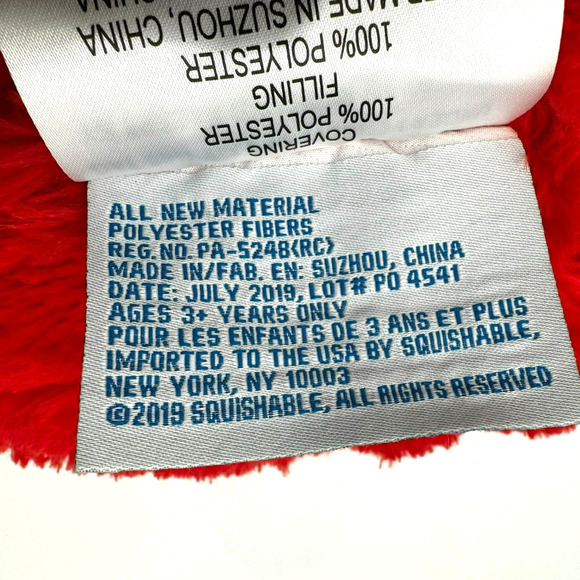 COVERING
100% POLYESTER
FILLING
100% POLYESTER
MADE IN SUZHOU, CHINA
ALL NEW MATERIAL
POLYESTER FIBERS
REG. NO. PA-5248(RC)
MADE IN/FAB. EN: SUZHOU, CHINA
DATE: JULY 2019, LOT# PO 4541
AGES 3+ YEARS ONLY
POUR LES ENFANTS DE 3 ANS ET PLUS
IMPORTED TO THE USA BY SQUISHABLE,
NEW YORK, NY 10003
©2019 SQUISHABLE, ALL RIGHTS RESERVED